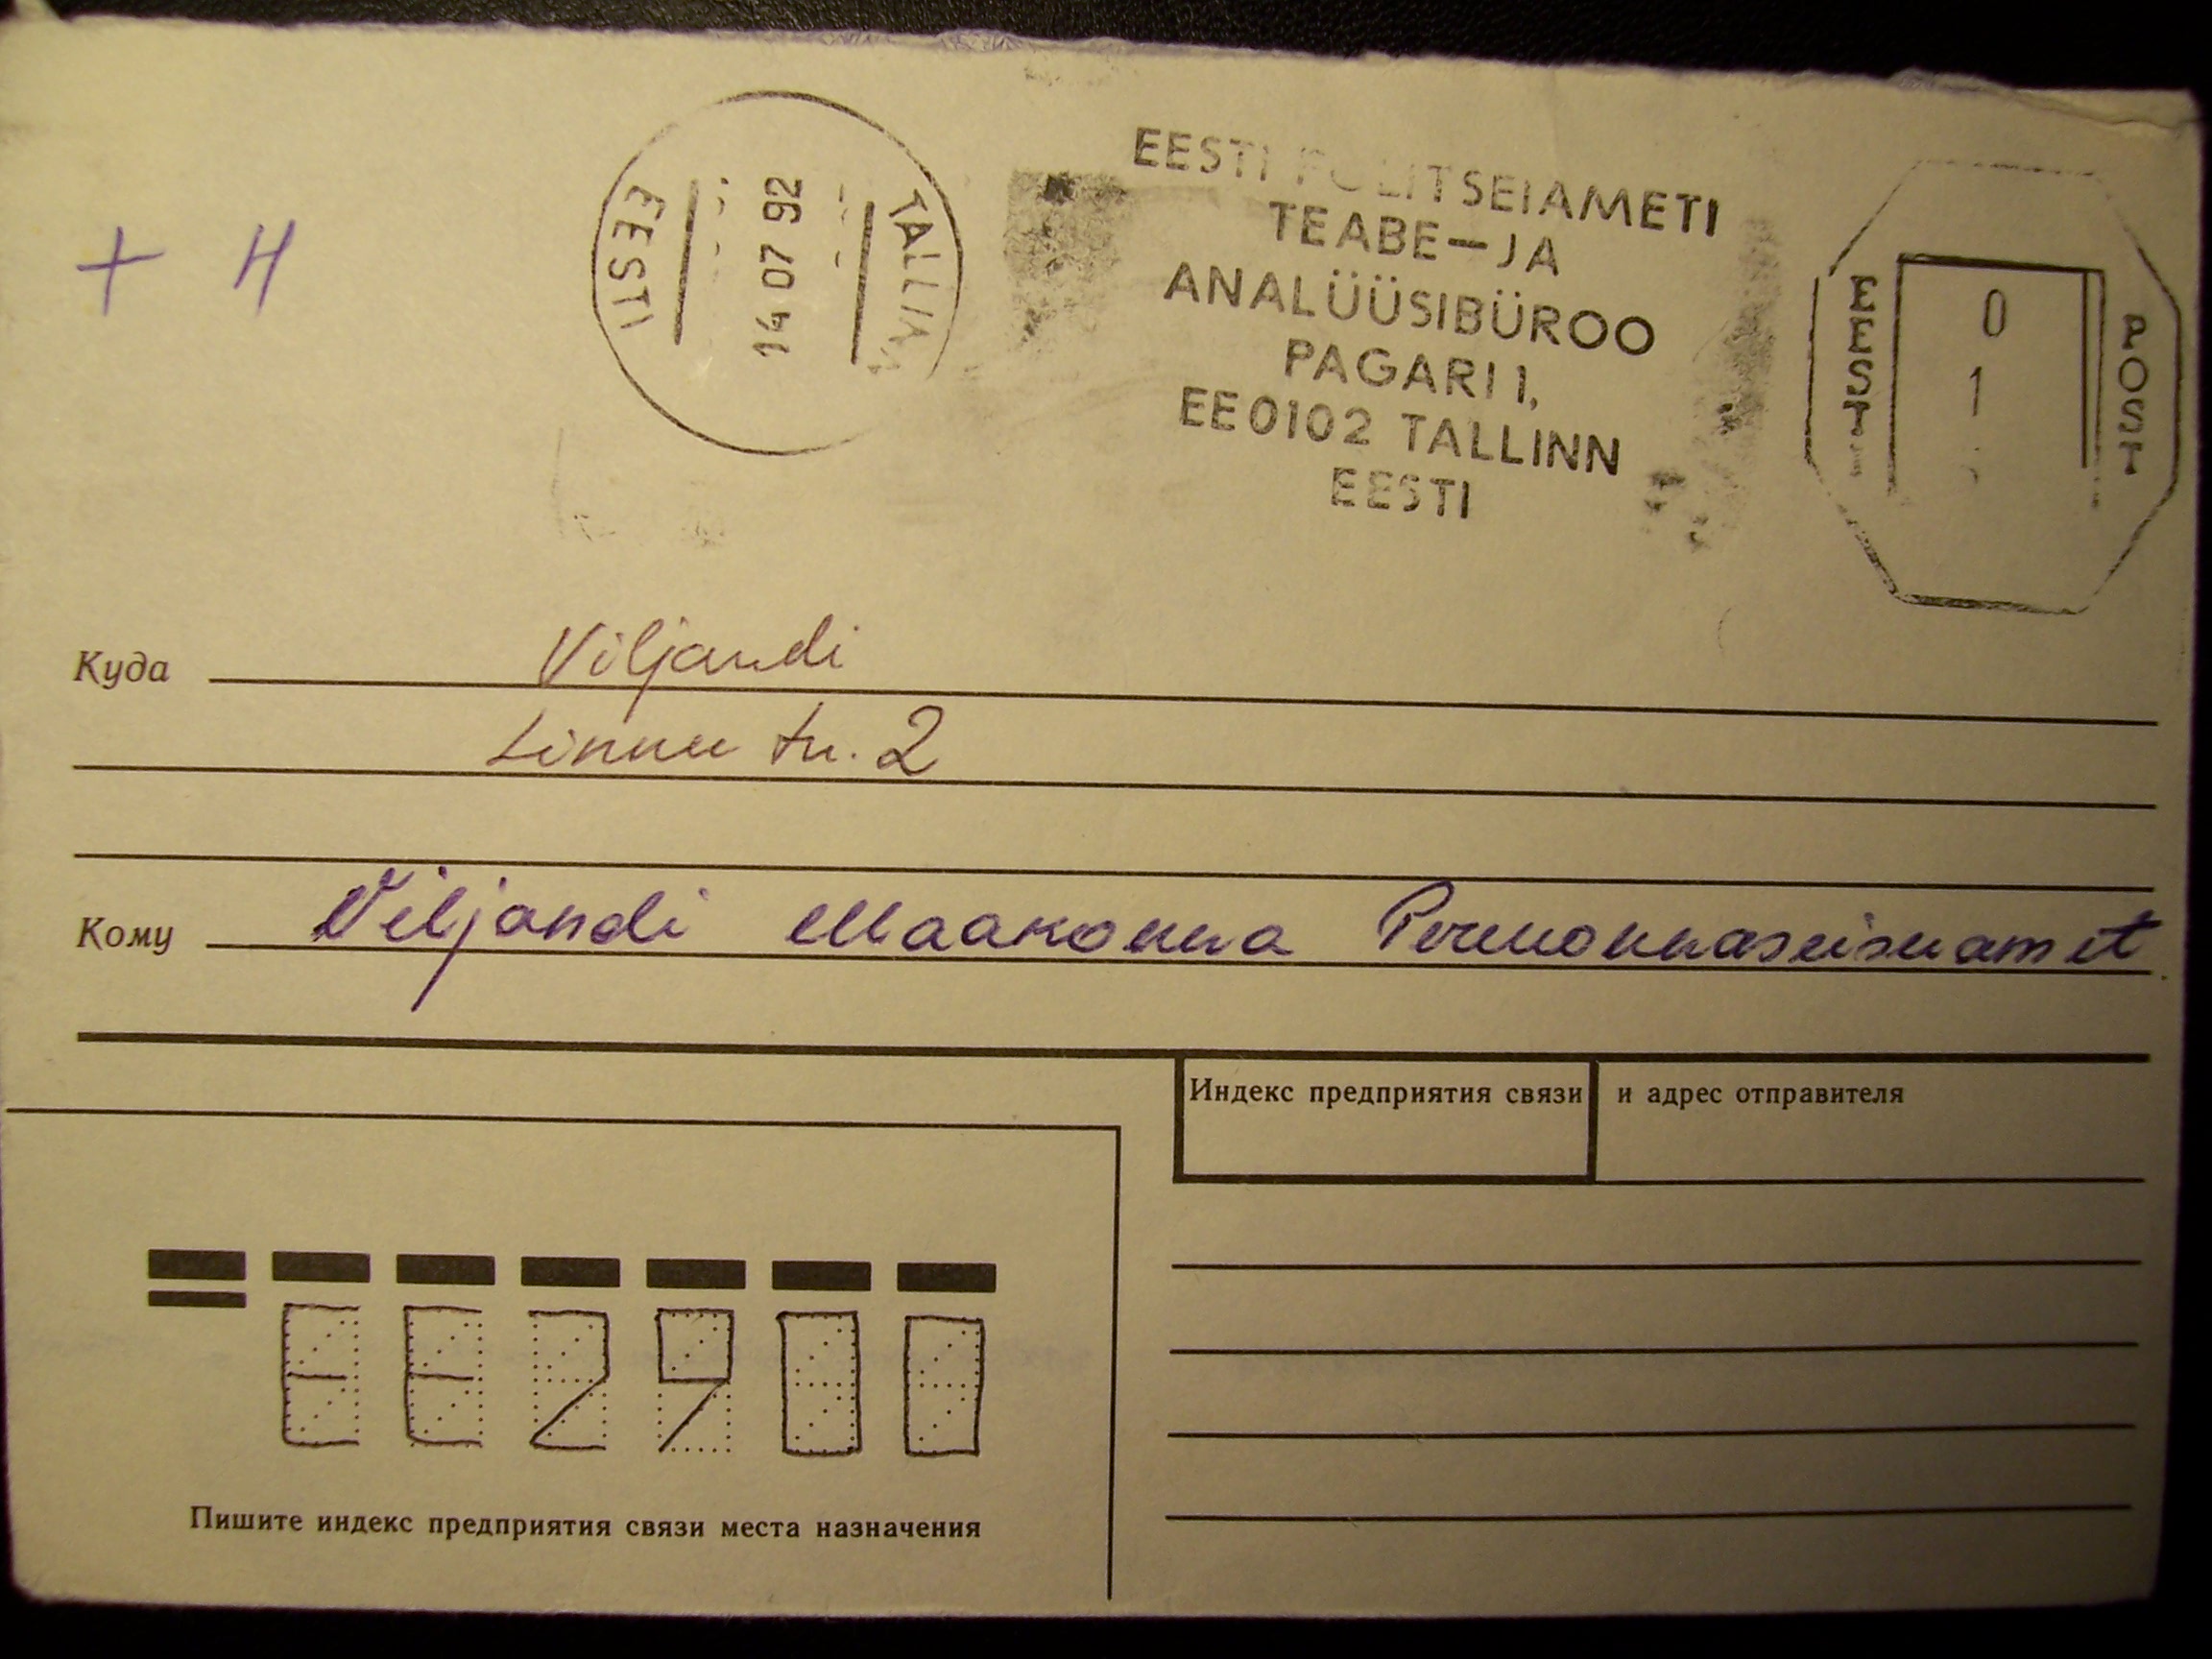 + H
EESTI
14 07 92
TALLINN
EESTI POLITSEIAMETI
TEABE-JA
ANALÜÜSIBÜROO
PAGARI 1,
EE0102 TALLINN
EESTI
EESTI
0
1
POST
Куда Viljandi
Linnu tn. 2
Кому Viljandi Maakonna Perekonnaseisuamet
Индекс предприятия связи и адрес отправителя
EE2900
Пишите индекс предприятия связи места назначения